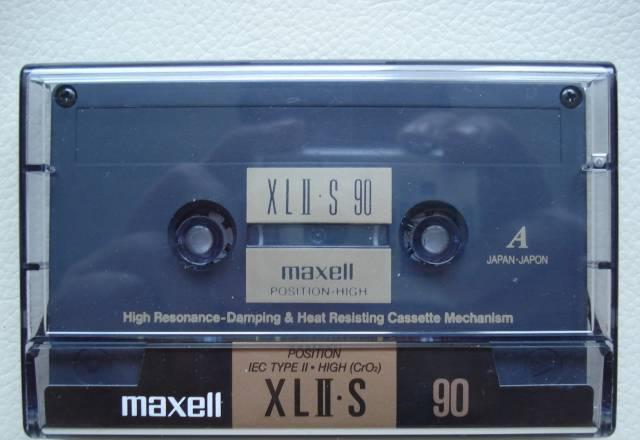 XLⅡ·S 90
maxell
POSITION·HIGH
A
JAPAN·JAPON
High Resonance-Damping & Heat Resisting Cassette Mechanism
POSITION
IEC TYPE II • HIGH (CrO₂)
maxell XLⅡ·S 90